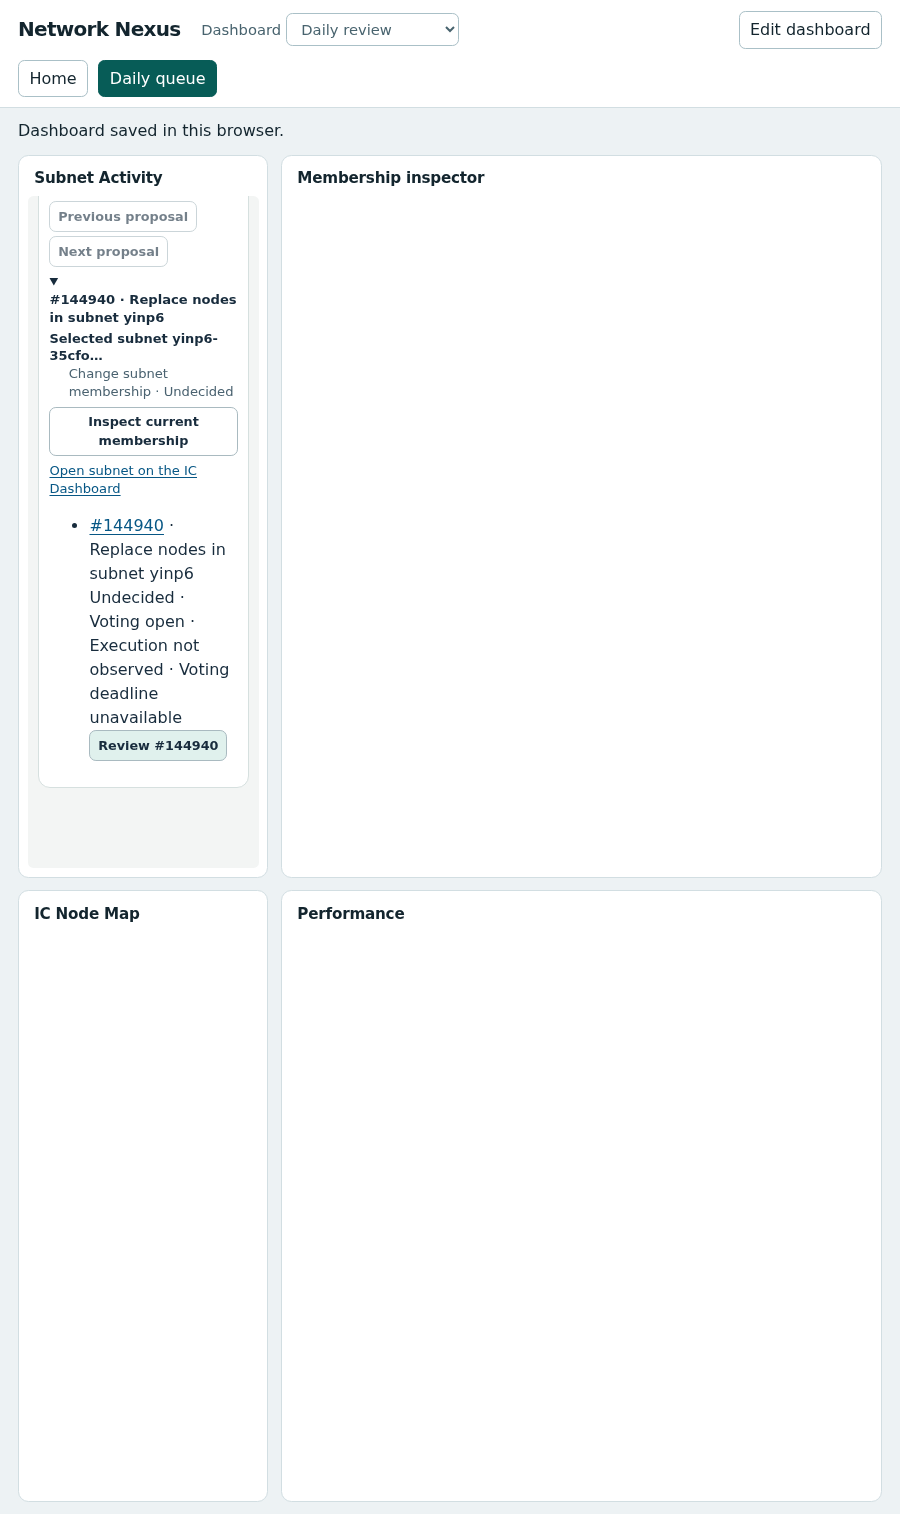 Network Nexus
Dashboard
Daily review
Edit dashboard
Home
Daily queue
Dashboard saved in this browser.
Subnet Activity
Previous proposal
Next proposal
▼
#144940 · Replace nodes
in subnet yinp6
Selected subnet yinp6-
35cfo…
Change subnet
membership · Undecided
Inspect current
membership
Open subnet on the IC
Dashboard
• #144940 ·
Replace nodes in
subnet yinp6
Undecided ·
Voting open ·
Execution not
observed · Voting
deadline
unavailable
Review #144940
Membership inspector
IC Node Map
Performance